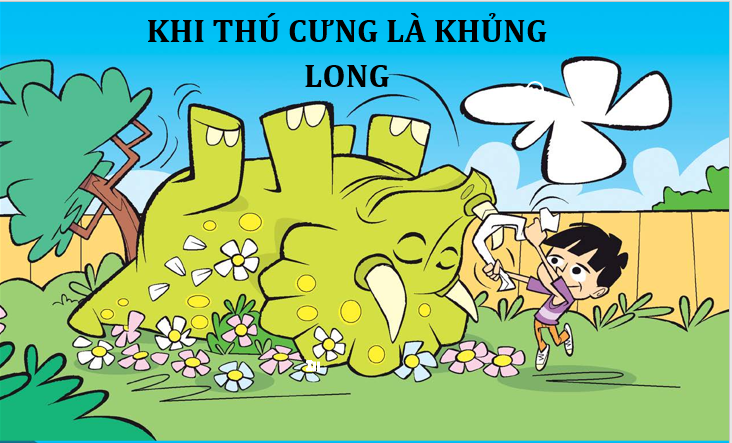 KHI THÚ CƯNG LÀ KHỦNG
LONG